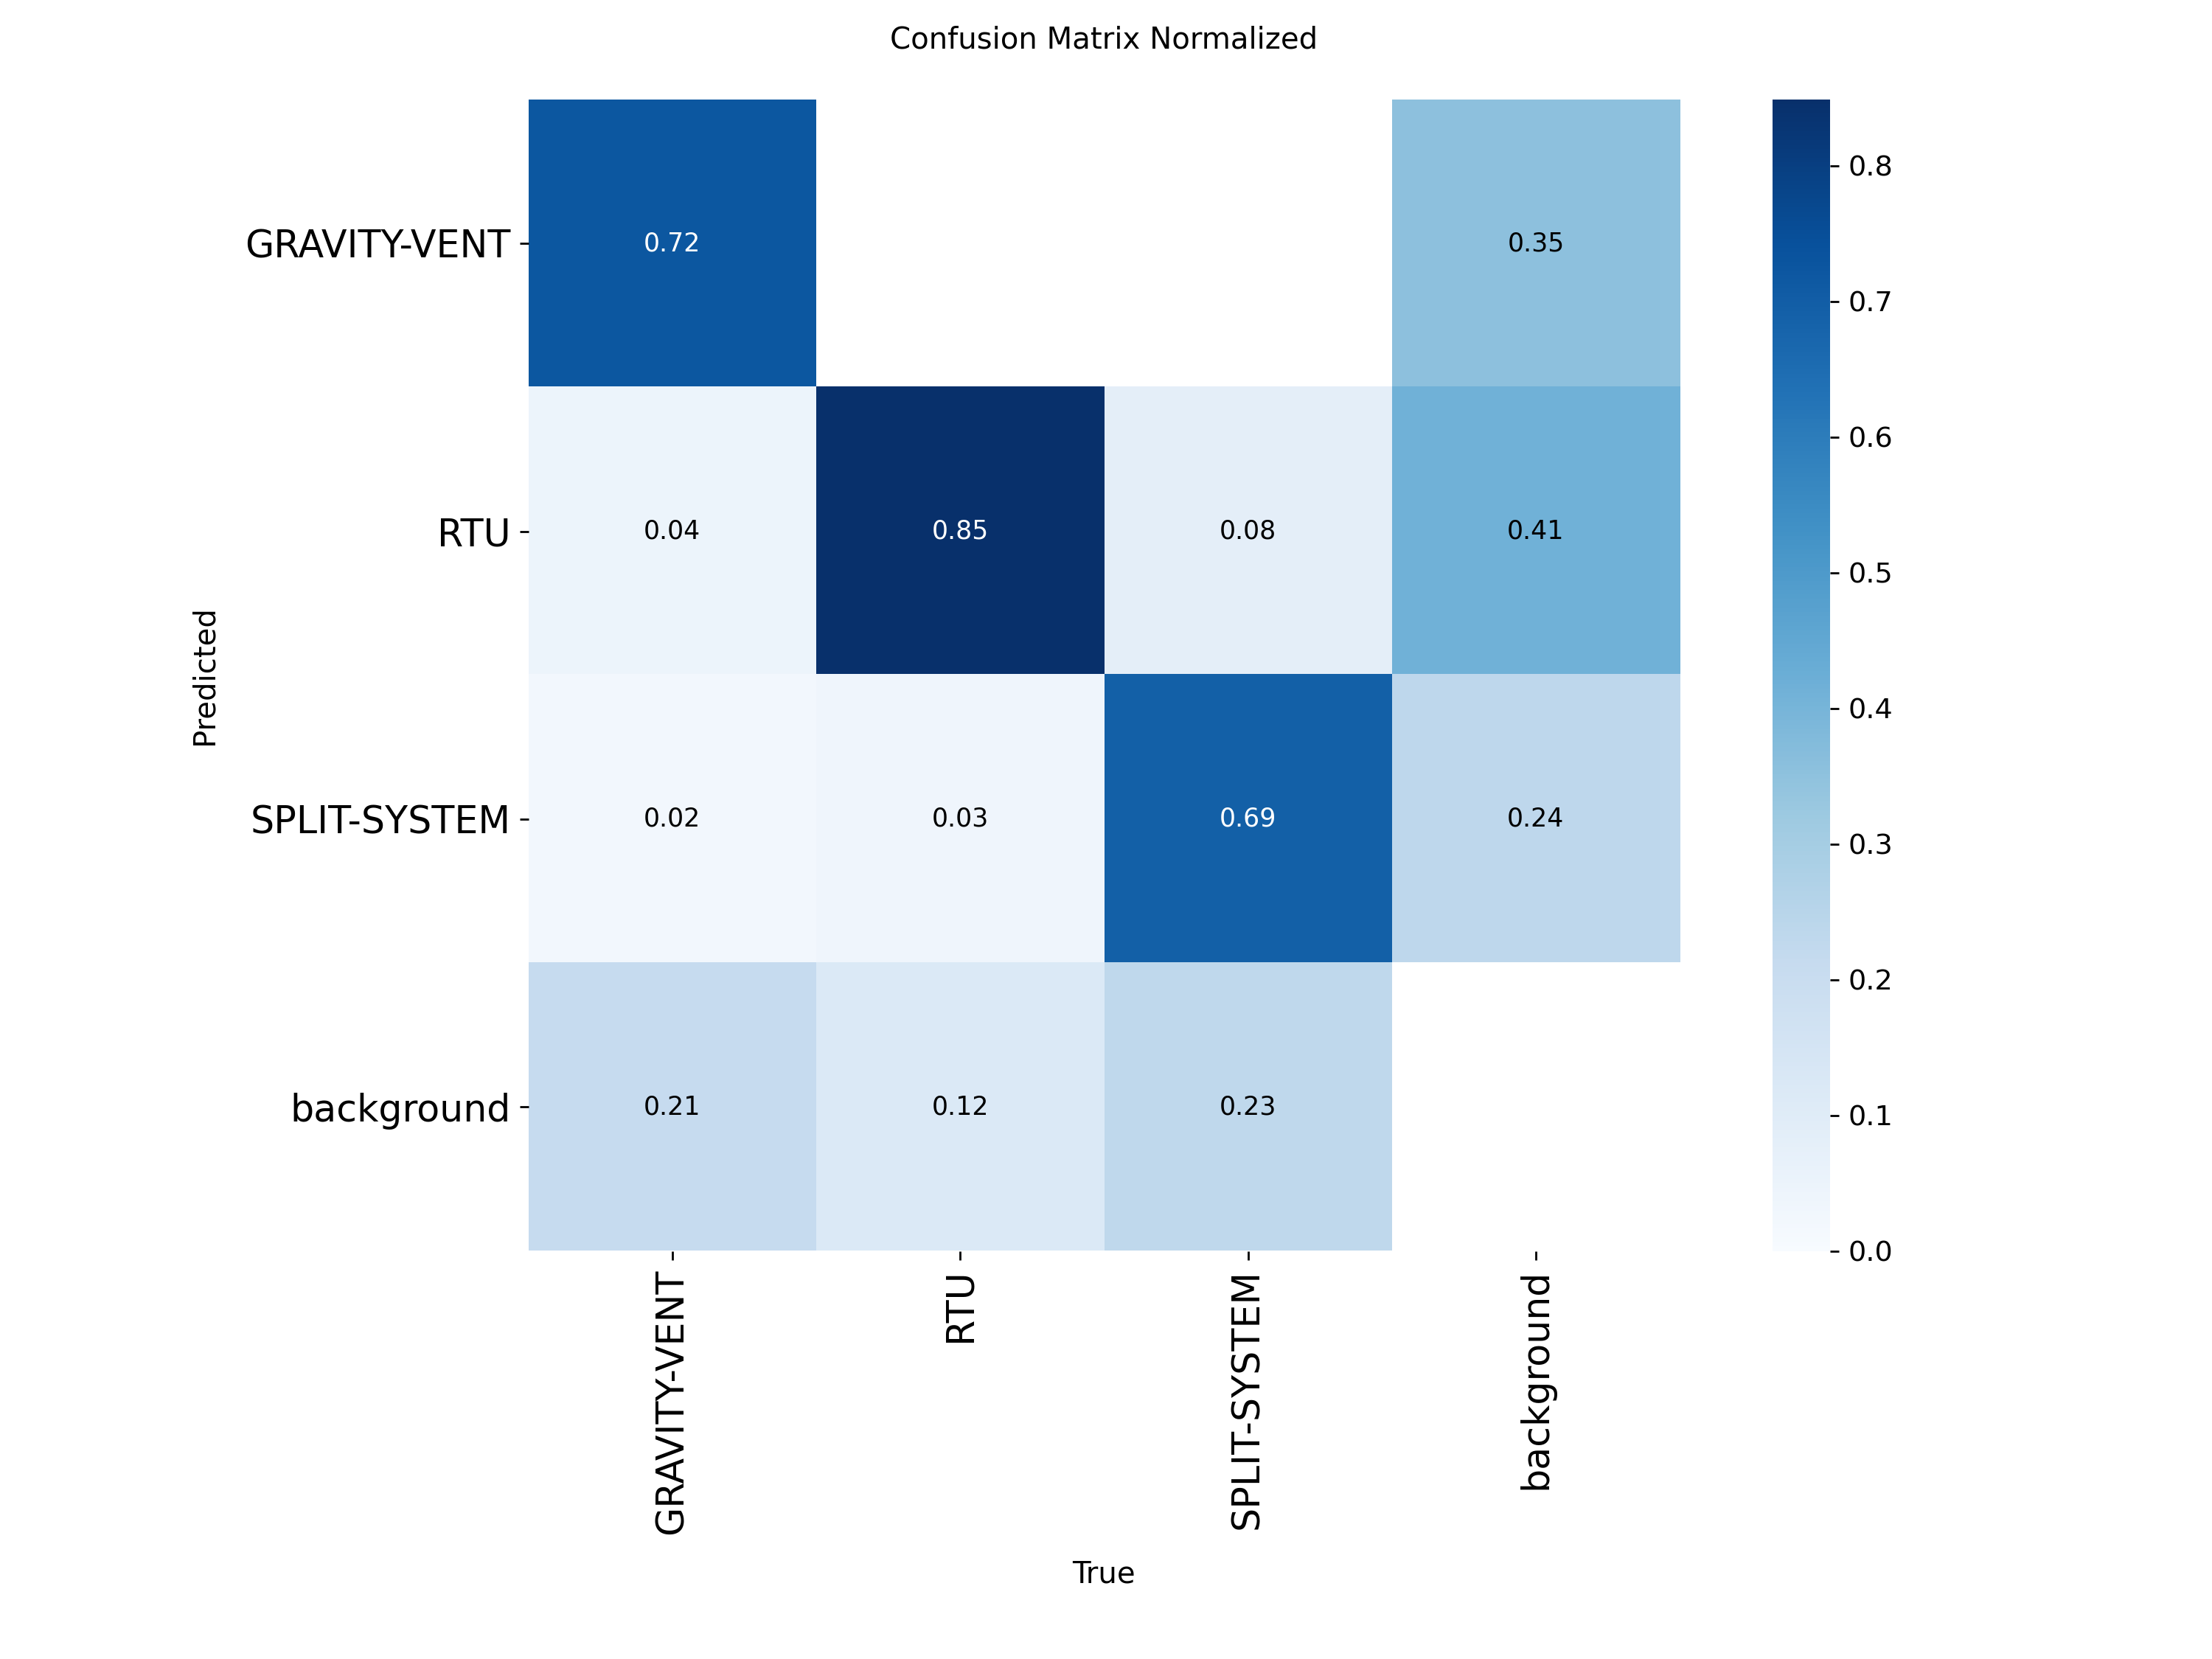 Confusion Matrix Normalized
GRAVITY-VENT
0.72
0.35
RTU
0.04
0.85
0.08
0.41
SPLIT-SYSTEM
0.02
0.03
0.69
0.24
background
0.21
0.12
0.23
Predicted
GRAVITY-VENT
RTU
SPLIT-SYSTEM
background
True
0.8
0.7
0.6
0.5
0.4
0.3
0.2
0.1
0.0